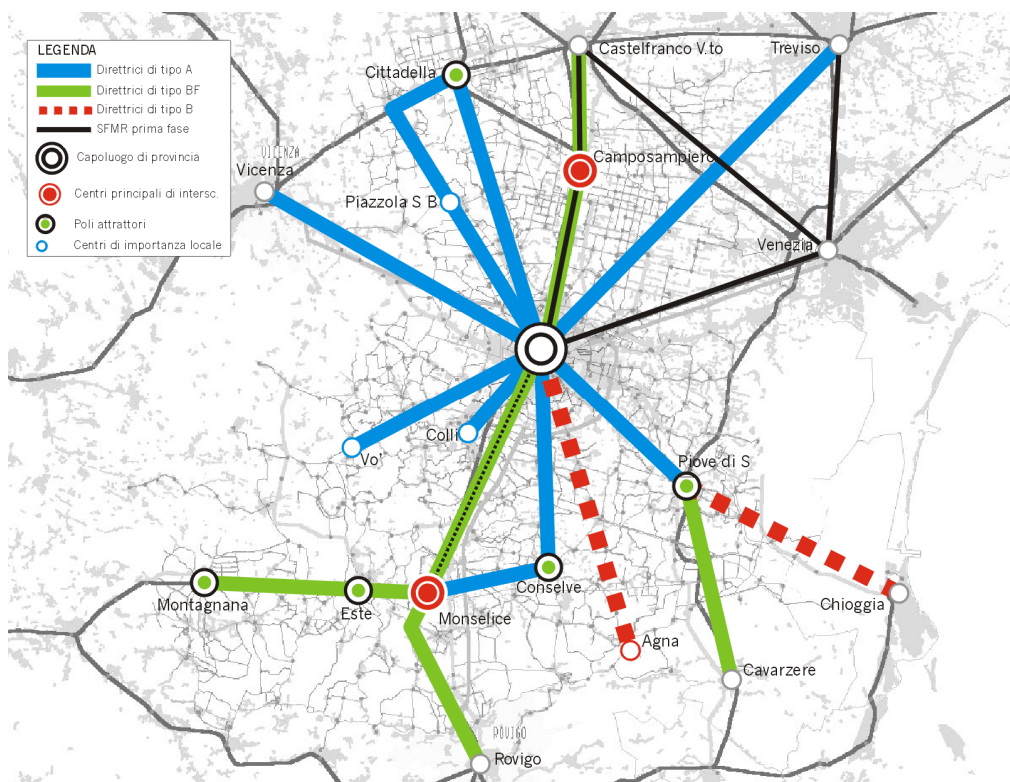 LEGENDA
Direttrici di tipo A
Direttrici di tipo BF
Direttrici di tipo B
SFMR prima fase
Capoluogo di provincia
Centri principali di intersc.
Poli attrattori
Centri di importanza locale
Castelfranco V.to
Treviso
Cittadella
VICENZA
Camposampiero
Vicenza
Piazzola S B
Venezia
Colli
Vo'
Piove di S
Conselve
Montagnana
Este
Monselice
Chioggia
Agna
Cavarzere
ROVIGO
Rovigo